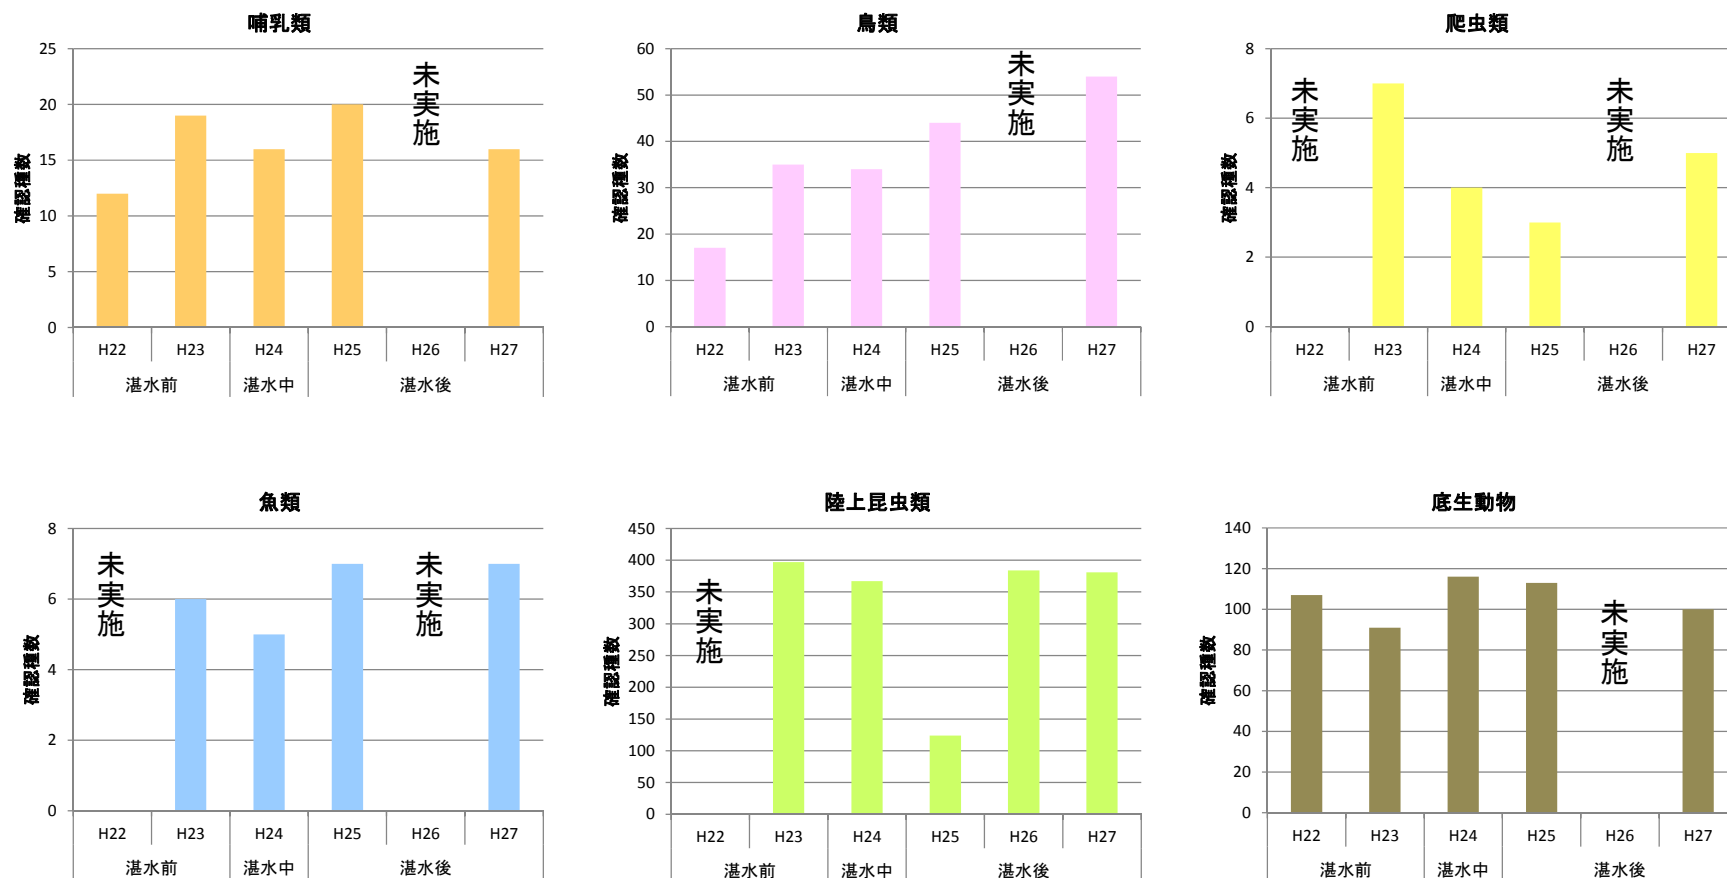 哺乳類
確認種数
25
20
15
10
5
0
未実施
H22 H23 H24 H25 H26 H27
湛水前 湛水中 湛水後
鳥類
確認種数
60
50
40
30
20
10
0
未実施
H22 H23 H24 H25 H26 H27
湛水前 湛水中 湛水後
爬虫類
確認種数
8
6
4
2
0
未実施
未実施
H22 H23 H24 H25 H26 H27
湛水前 湛水中 湛水後
魚類
確認種数
8
6
4
2
0
未実施
未実施
H22 H23 H24 H25 H26 H27
湛水前 湛水中 湛水後
陸上昆虫類
確認種数
450
400
350
300
250
200
150
100
50
0
未実施
H22 H23 H24 H25 H26 H27
湛水前 湛水中 湛水後
底生動物
確認種数
140
120
100
80
60
40
20
0
未実施
H22 H23 H24 H25 H26 H27
湛水前 湛水中 湛水後